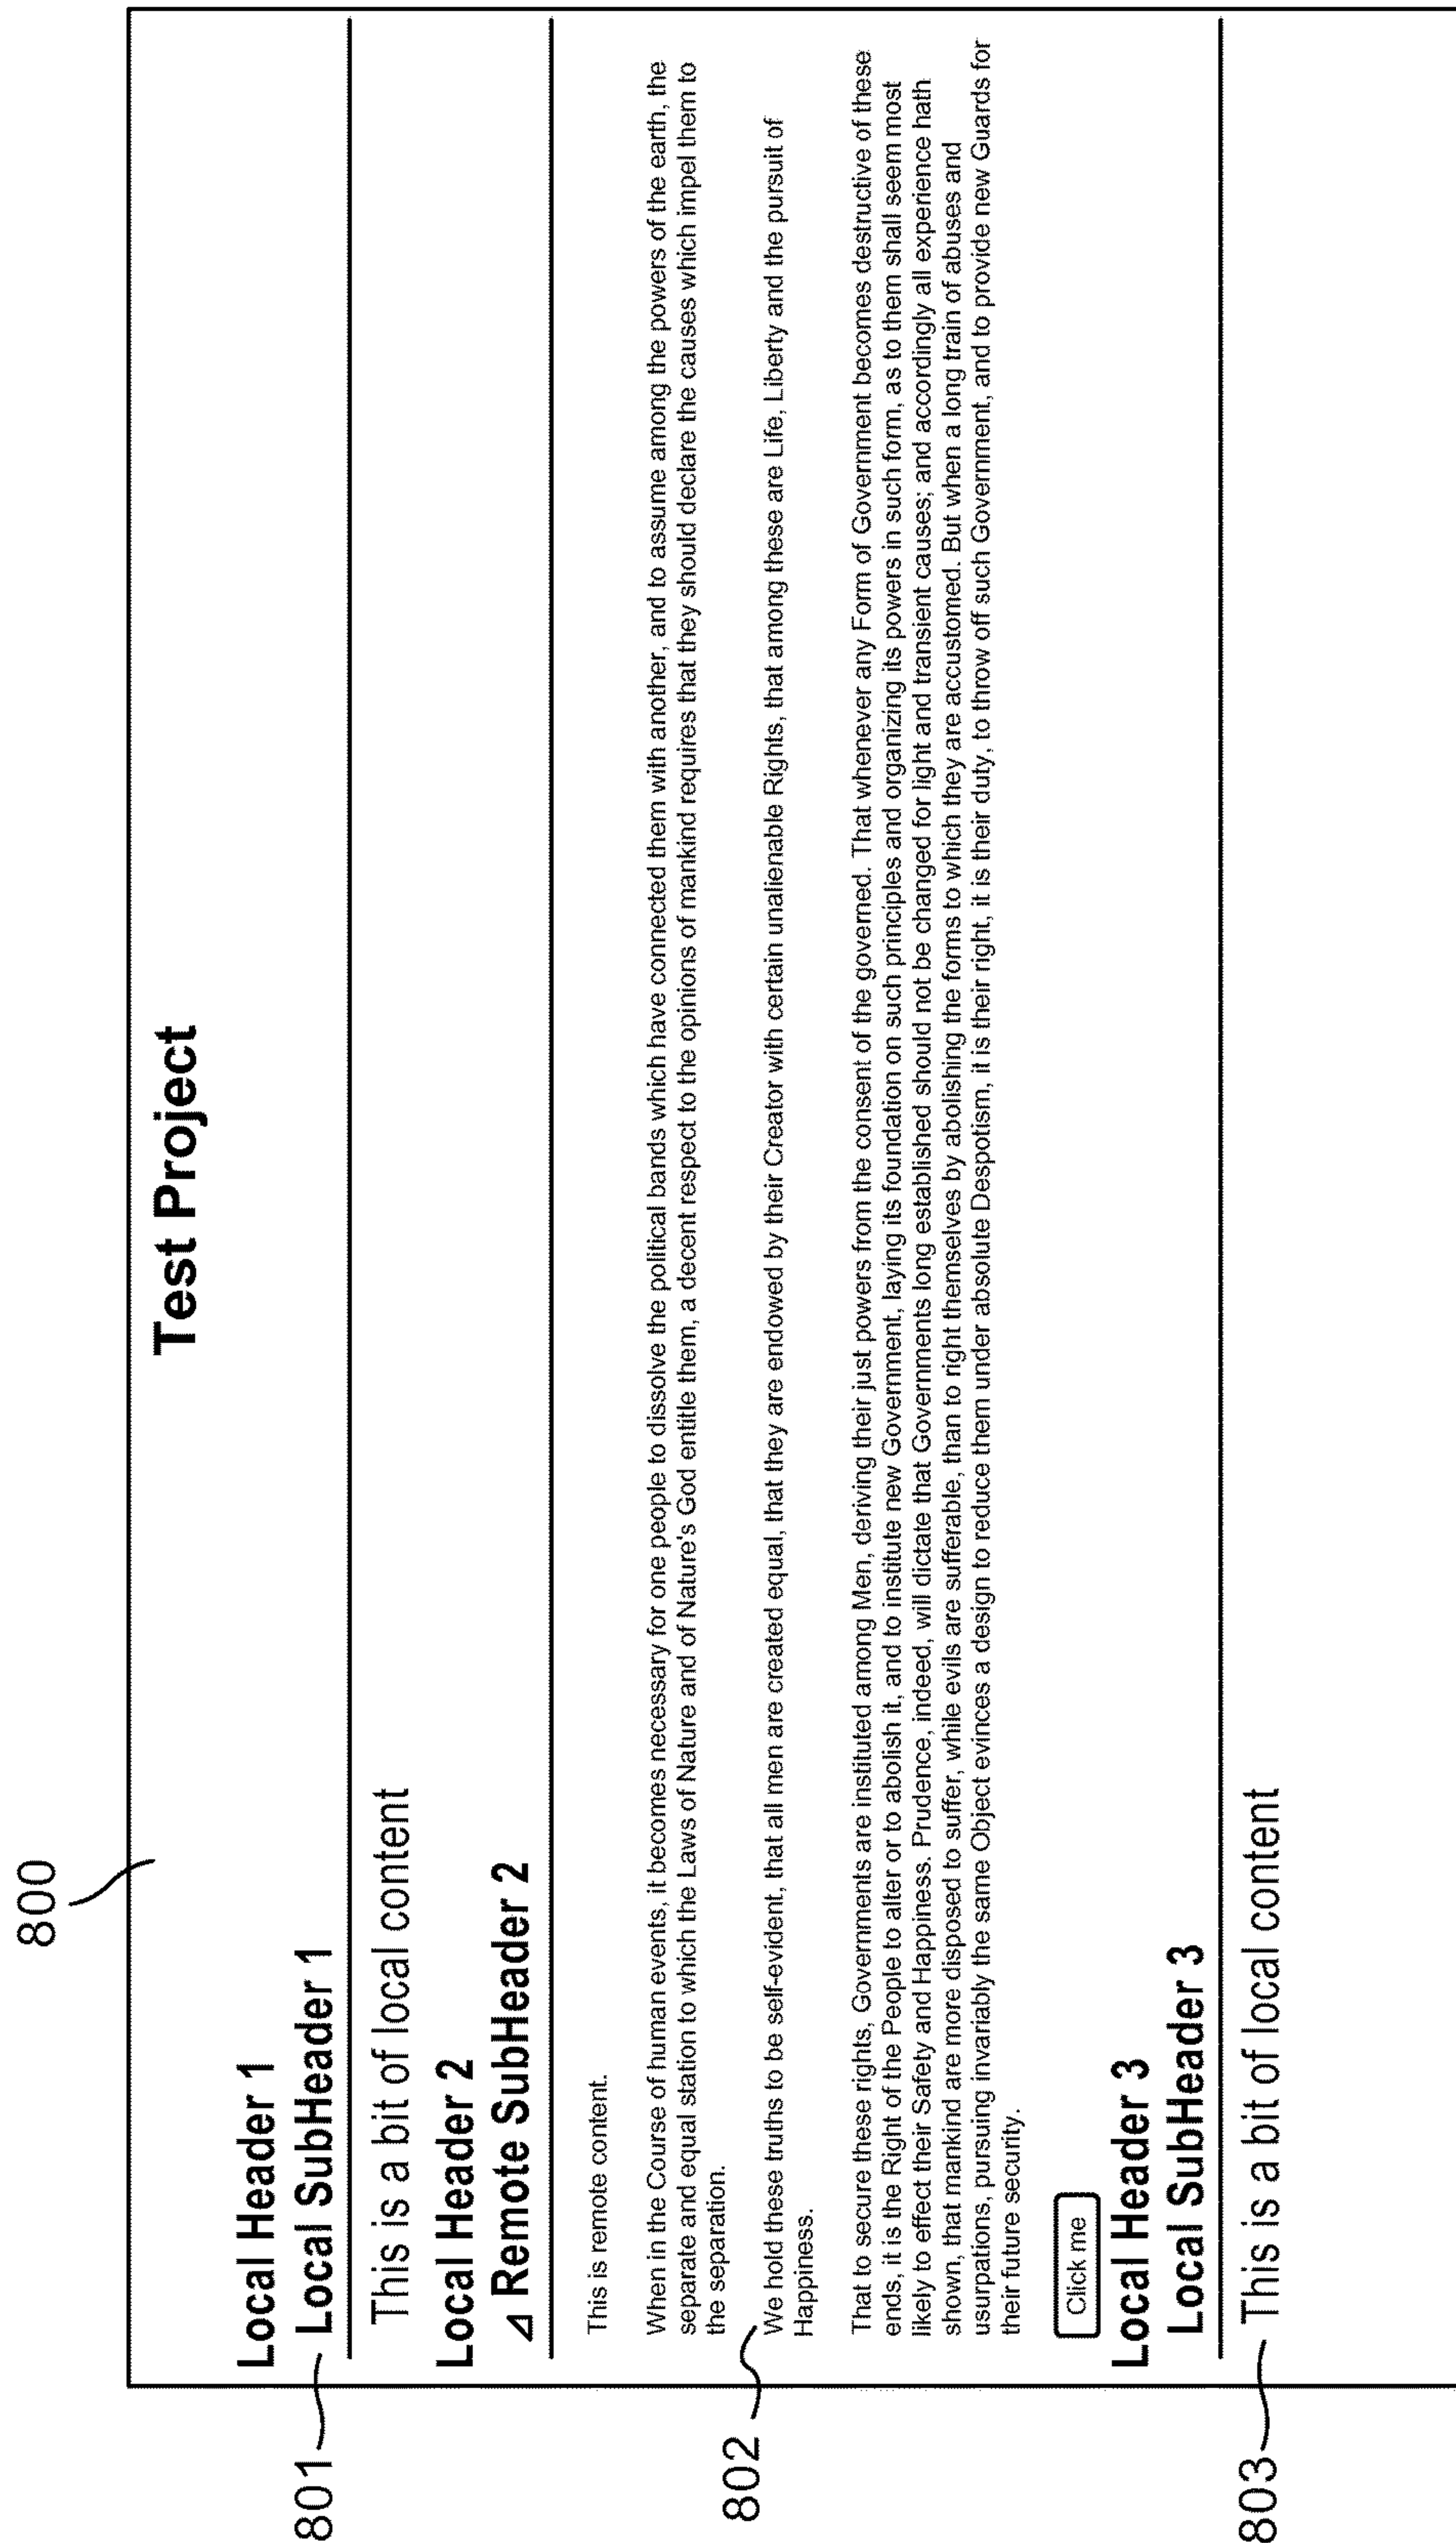 800
Test Project
Local Header 1
801
Local SubHeader 1
This is a bit of local content
Local Header 2
⊿ Remote SubHeader 2
This is remote content.
When in the Course of human events, it becomes necessary for one people to dissolve the political bands which have connected them with another, and to assume among the powers of the earth, the
separate and equal station to which the Laws of Nature and of Nature's God entitle them, a decent respect to the opinions of mankind requires that they should declare the causes which impel them to
the separation.
802
We hold these truths to be self-evident, that all men are created equal, that they are endowed by their Creator with certain unalienable Rights, that among these are Life, Liberty and the pursuit of
Happiness.
That to secure these rights, Governments are instituted among Men, deriving their just powers from the consent of the governed. That whenever any Form of Government becomes destructive of these
ends, it is the Right of the People to alter or to abolish it, and to institute new Government, laying its foundation on such principles and organizing its powers in such form, as to them shall seem most
likely to effect their Safety and Happiness. Prudence, indeed, will dictate that Governments long established should not be changed for light and transient causes; and accordingly all experience hath
shown, that mankind are more disposed to suffer, while evils are sufferable, than to right themselves by abolishing the forms to which they are accustomed. But when a long train of abuses and
usurpations, pursuing invariably the same Object evinces a design to reduce them under absolute Despotism, it is their right, it is their duty, to throw off such Government, and to provide new Guards for
their future security.
Click me
Local Header 3
Local SubHeader 3
803
This is a bit of local content